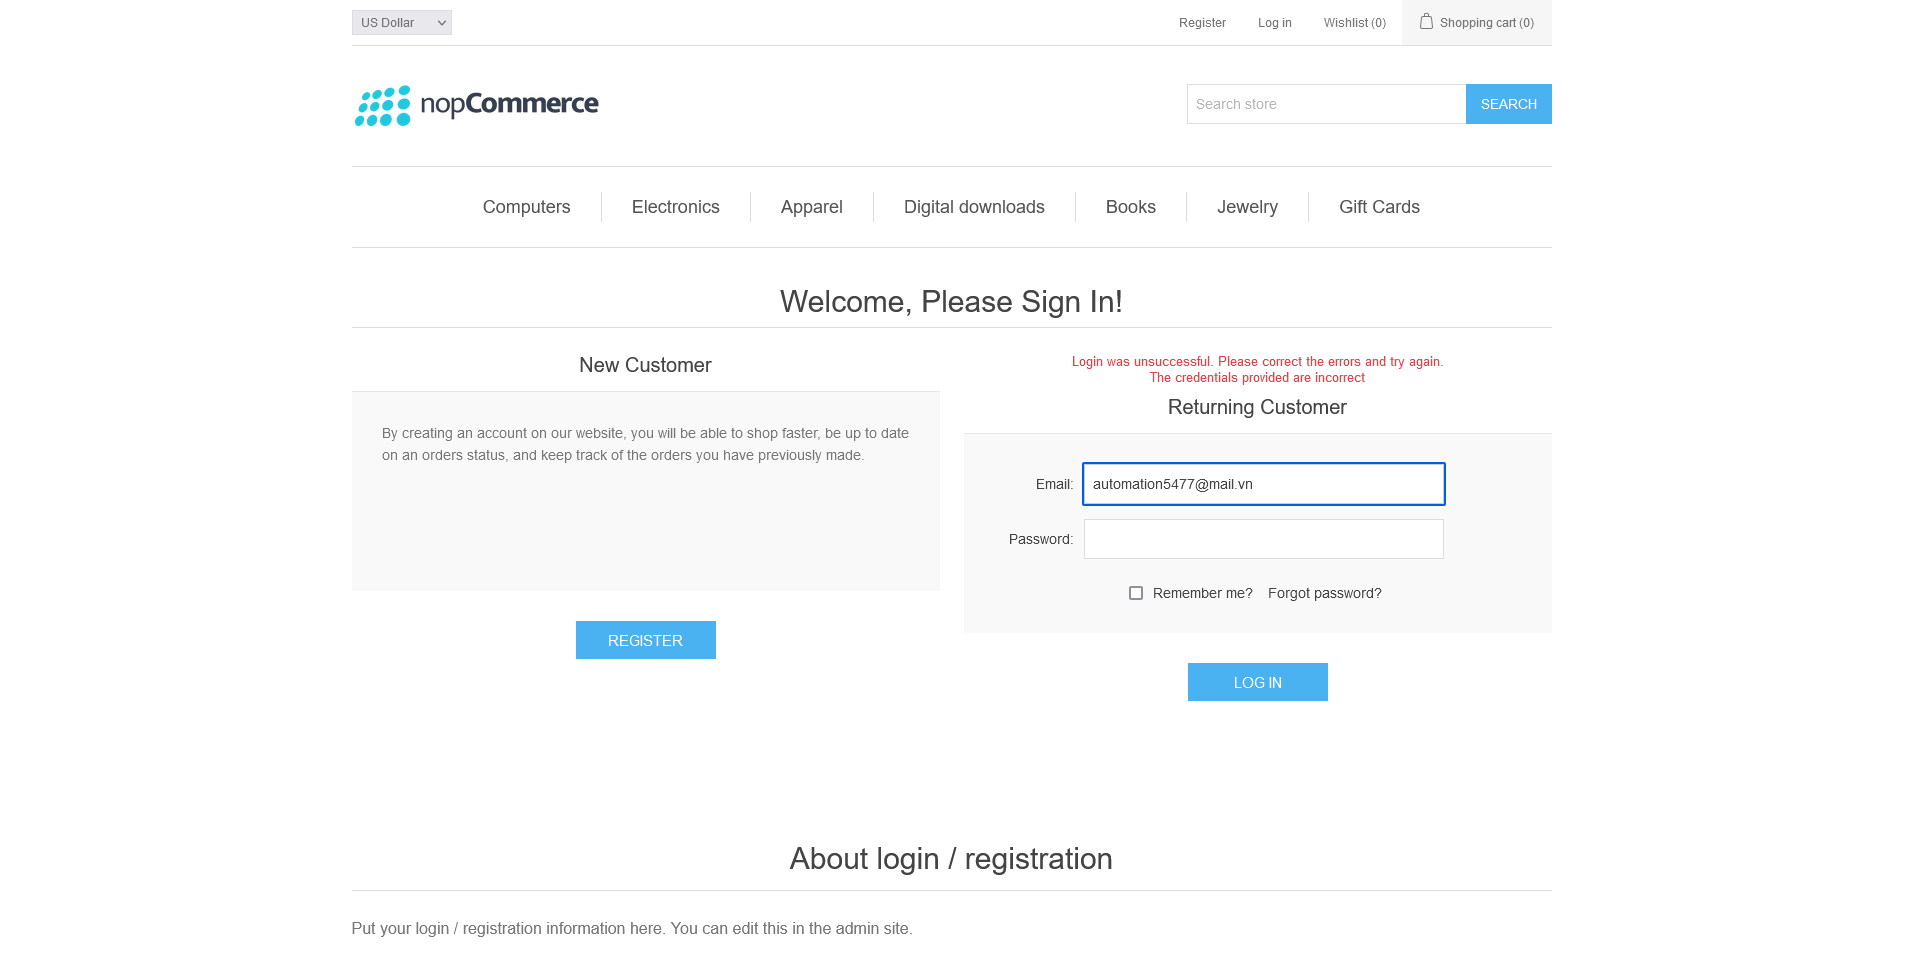 US Dollar
Register
Log in
Wishlist (0)
Shopping cart (0)
nopCommerce
Search store
SEARCH
Computers
Electronics
Apparel
Digital downloads
Books
Jewelry
Gift Cards
Welcome, Please Sign In!
New Customer
By creating an account on our website, you will be able to shop faster, be up to date
on an orders status, and keep track of the orders you have previously made.
REGISTER
Login was unsuccessful. Please correct the errors and try again.
The credentials provided are incorrect
Returning Customer
Email:
automation5477@mail.vn
Password:
Remember me?
Forgot password?
LOG IN
About login / registration
Put your login / registration information here. You can edit this in the admin site.